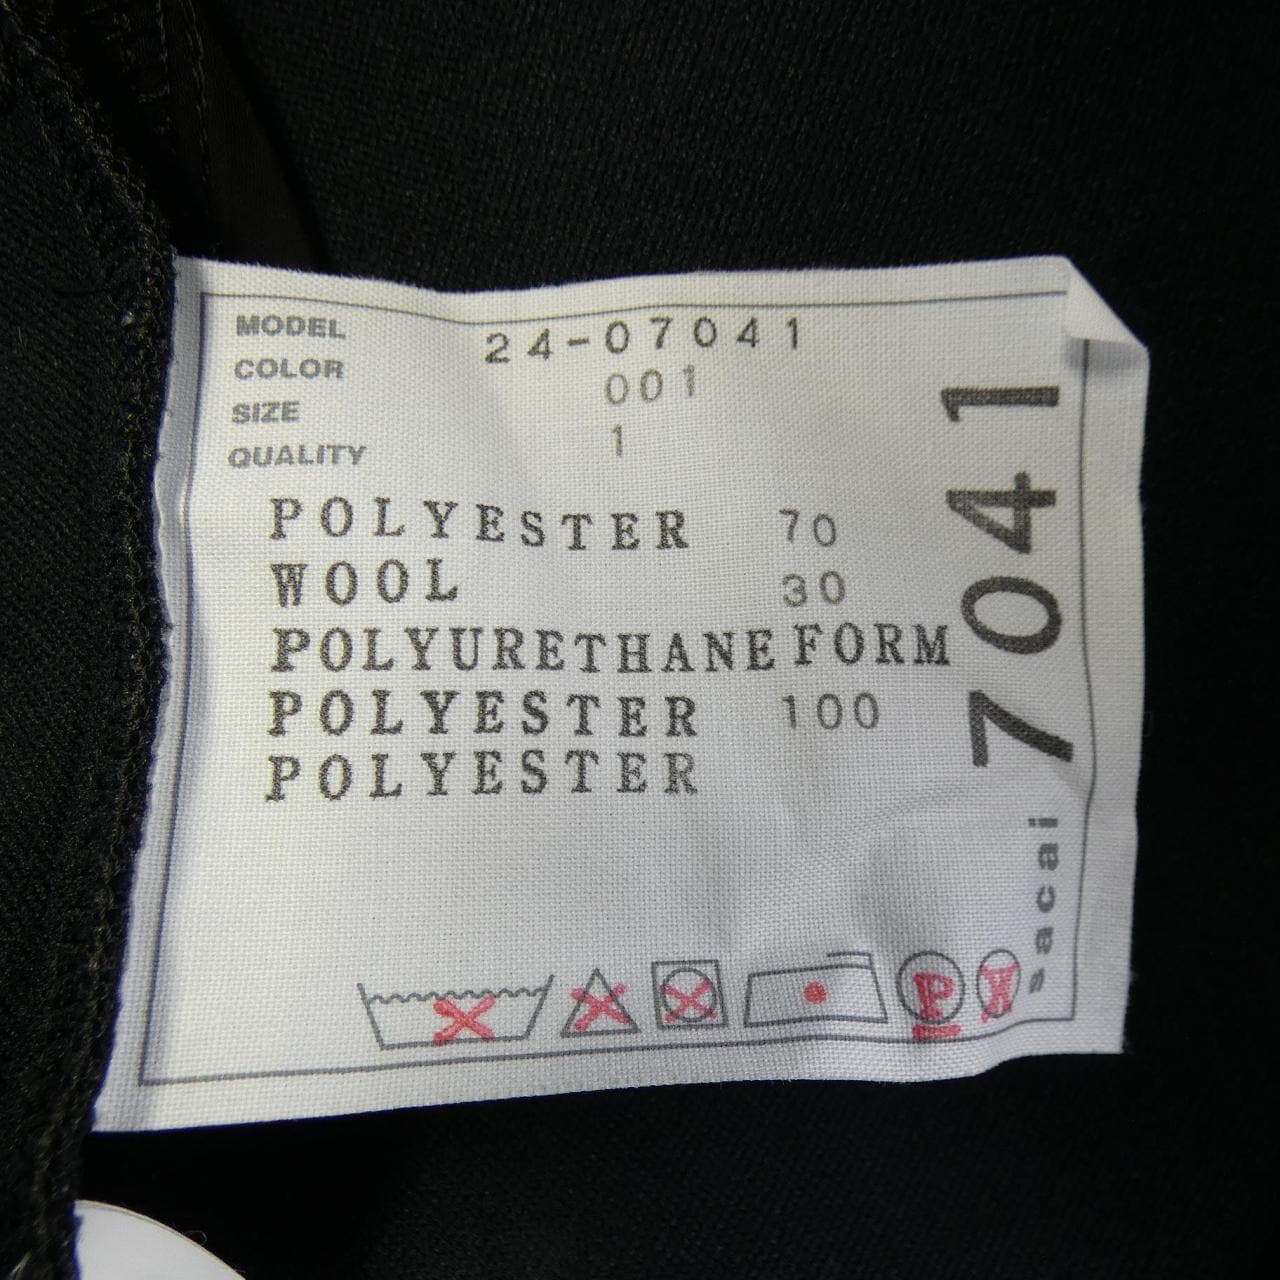 MODEL 24-07041
COLOR 001
SIZE 1
QUALITY
POLYESTER 70
WOOL 30
POLYURETHANE FORM
POLYESTER 100
POLYESTER
7041
sacai
P
W